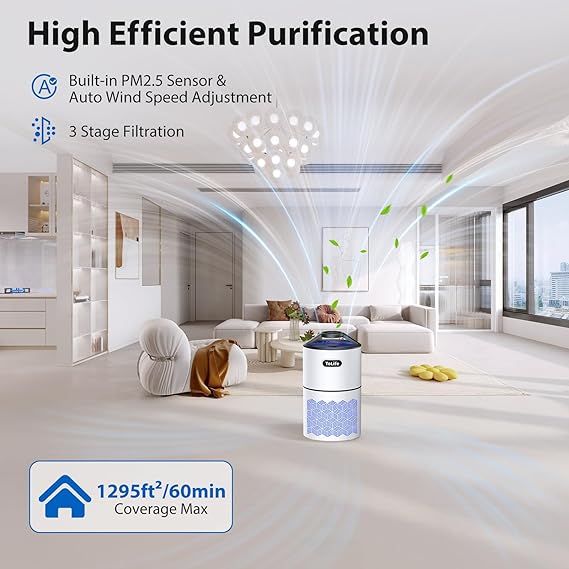 High Efficient Purification
Built-in PM2.5 Sensor &
Auto Wind Speed Adjustment
3 Stage Filtration
YoLife
1295ft²/60min
Coverage Max